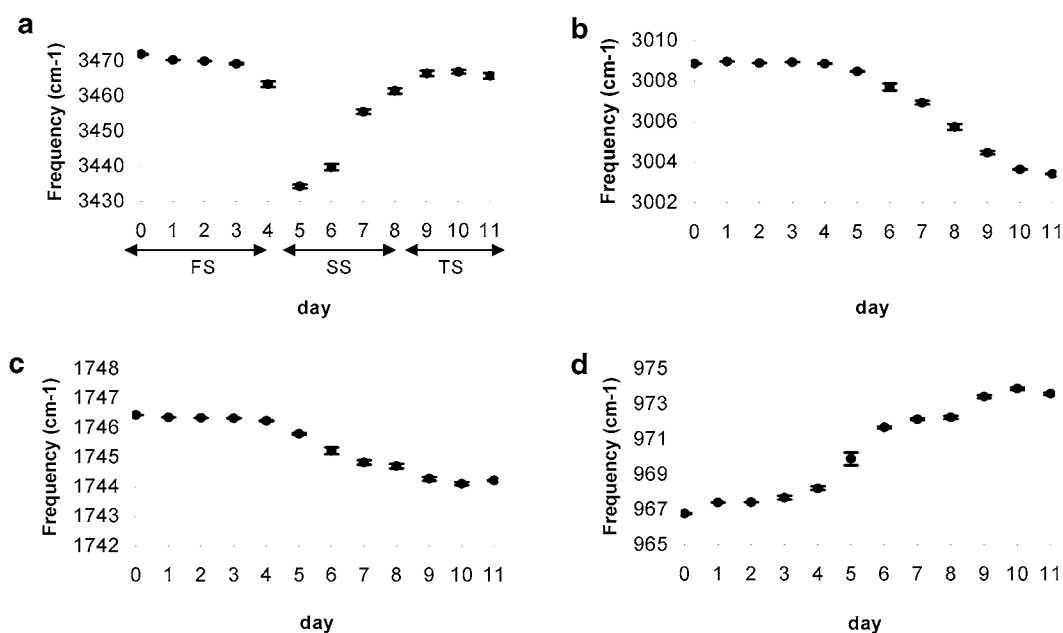 a
Frequency (cm-1)
3470
3460
3450
3440
3430
0 1 2 3 4 5 6 7 8 9 10 11
FS SS TS
day
b
Frequency (cm-1)
3010
3008
3006
3004
3002
0 1 2 3 4 5 6 7 8 9 10 11
day
c
Frequency (cm-1)
1748
1747
1746
1745
1744
1743
1742
0 1 2 3 4 5 6 7 8 9 10 11
day
d
Frequency (cm-1)
975
973
971
969
967
965
0 1 2 3 4 5 6 7 8 9 10 11
day